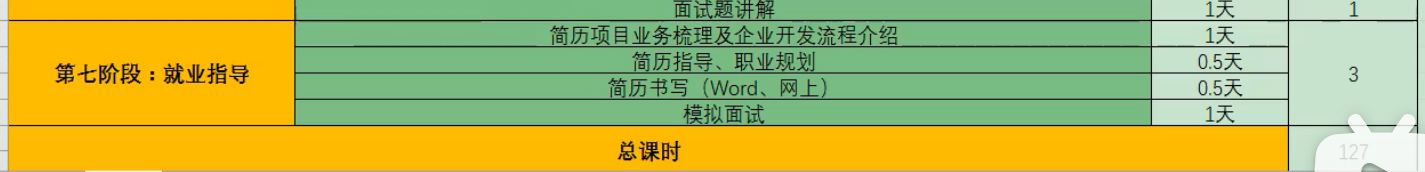 面试题讲解 1天 1
简历项目业务梳理及企业开发流程介绍 1天
第七阶段：就业指导 简历指导、职业规划 0.5天 3
简历书写（Word、网上） 0.5天
模拟面试 1天
总课时 127